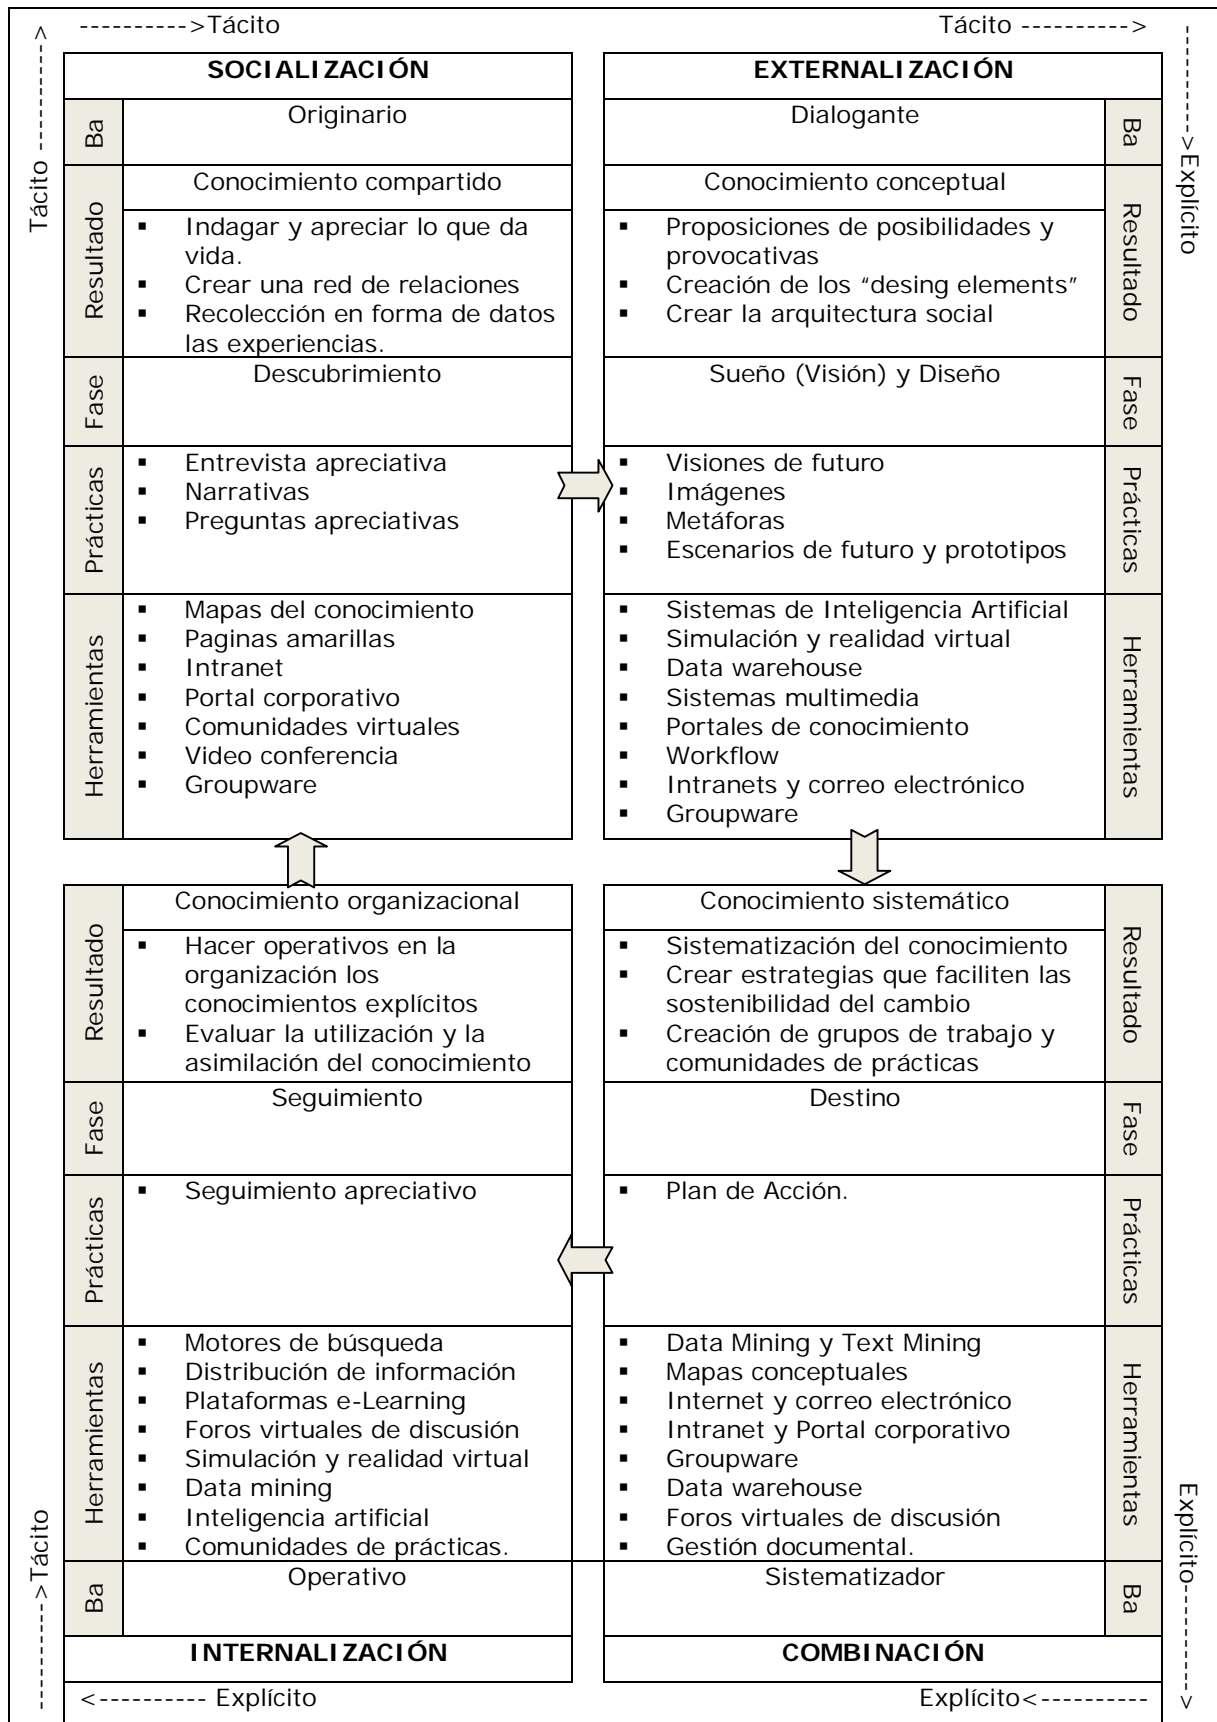 ---------->Tácito
Tácito ---------->
Tácito ---------->
------->Explícito
SOCIALIZACIÓN
Ba
Originario
Resultado
Conocimiento compartido
▪ Indagar y apreciar lo que da
vida.
▪ Crear una red de relaciones
▪ Recolección en forma de datos
las experiencias.
Fase
Descubrimiento
Prácticas
▪ Entrevista apreciativa
▪ Narrativas
▪ Preguntas apreciativas
Herramientas
▪ Mapas del conocimiento
▪ Paginas amarillas
▪ Intranet
▪ Portal corporativo
▪ Comunidades virtuales
▪ Video conferencia
▪ Groupware
EXTERNALIZACIÓN
Dialogante
Ba
Conocimiento conceptual
Resultado
▪ Proposiciones de posibilidades y
provocativas
▪ Creación de los “desing elements”
▪ Crear la arquitectura social
Sueño (Visión) y Diseño
Fase
▪ Visiones de futuro
▪ Imágenes
▪ Metáforas
▪ Escenarios de futuro y prototipos
Prácticas
▪ Sistemas de Inteligencia Artificial
▪ Simulación y realidad virtual
▪ Data warehouse
▪ Sistemas multimedia
▪ Portales de conocimiento
▪ Workflow
▪ Intranets y correo electrónico
▪ Groupware
Herramientas
Resultado
Conocimiento organizacional
▪ Hacer operativos en la
organización los
conocimientos explícitos
▪ Evaluar la utilización y la
asimilación del conocimiento
Fase
Seguimiento
Prácticas
▪ Seguimiento apreciativo
Herramientas
▪ Motores de búsqueda
▪ Distribución de información
▪ Plataformas e-Learning
▪ Foros virtuales de discusión
▪ Simulación y realidad virtual
▪ Data mining
▪ Inteligencia artificial
▪ Comunidades de prácticas.
Ba
Operativo
INTERNALIZACIÓN
Conocimiento sistemático
Resultado
▪ Sistematización del conocimiento
▪ Crear estrategias que faciliten las
sostenibilidad del cambio
▪ Creación de grupos de trabajo y
comunidades de prácticas
Destino
Fase
▪ Plan de Acción.
Prácticas
▪ Data Mining y Text Mining
▪ Mapas conceptuales
▪ Internet y correo electrónico
▪ Intranet y Portal corporativo
▪ Groupware
▪ Data warehouse
▪ Foros virtuales de discusión
▪ Gestión documental.
Herramientas
Sistematizador
Ba
COMBINACIÓN
---------->Tácito
Explícito---------->
<---------- Explícito
Explícito<----------